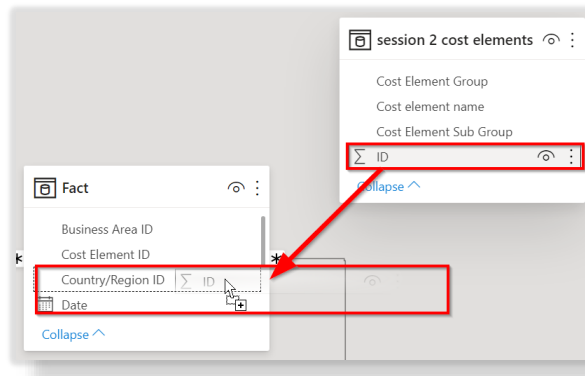 session 2 cost elements
Cost Element Group
Cost element name
Cost Element Sub Group
ID
Collapse
Fact
Business Area ID
Cost Element ID
Country/Region ID
ID
Date
Collapse